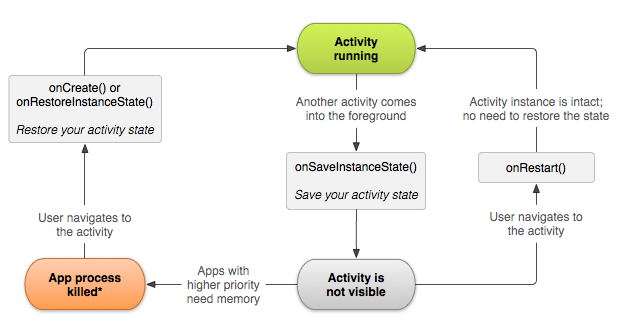 Activity
running
onCreate() or
onRestoreInstanceState()
Restore your activity state
Another activity comes
into the foreground
Activity instance is intact;
no need to restore the state
onSaveInstanceState()
Save your activity state
onRestart()
User navigates to
the activity
User navigates to
the activity
App process
killed*
Apps with
higher priority
need memory
Activity is
not visible